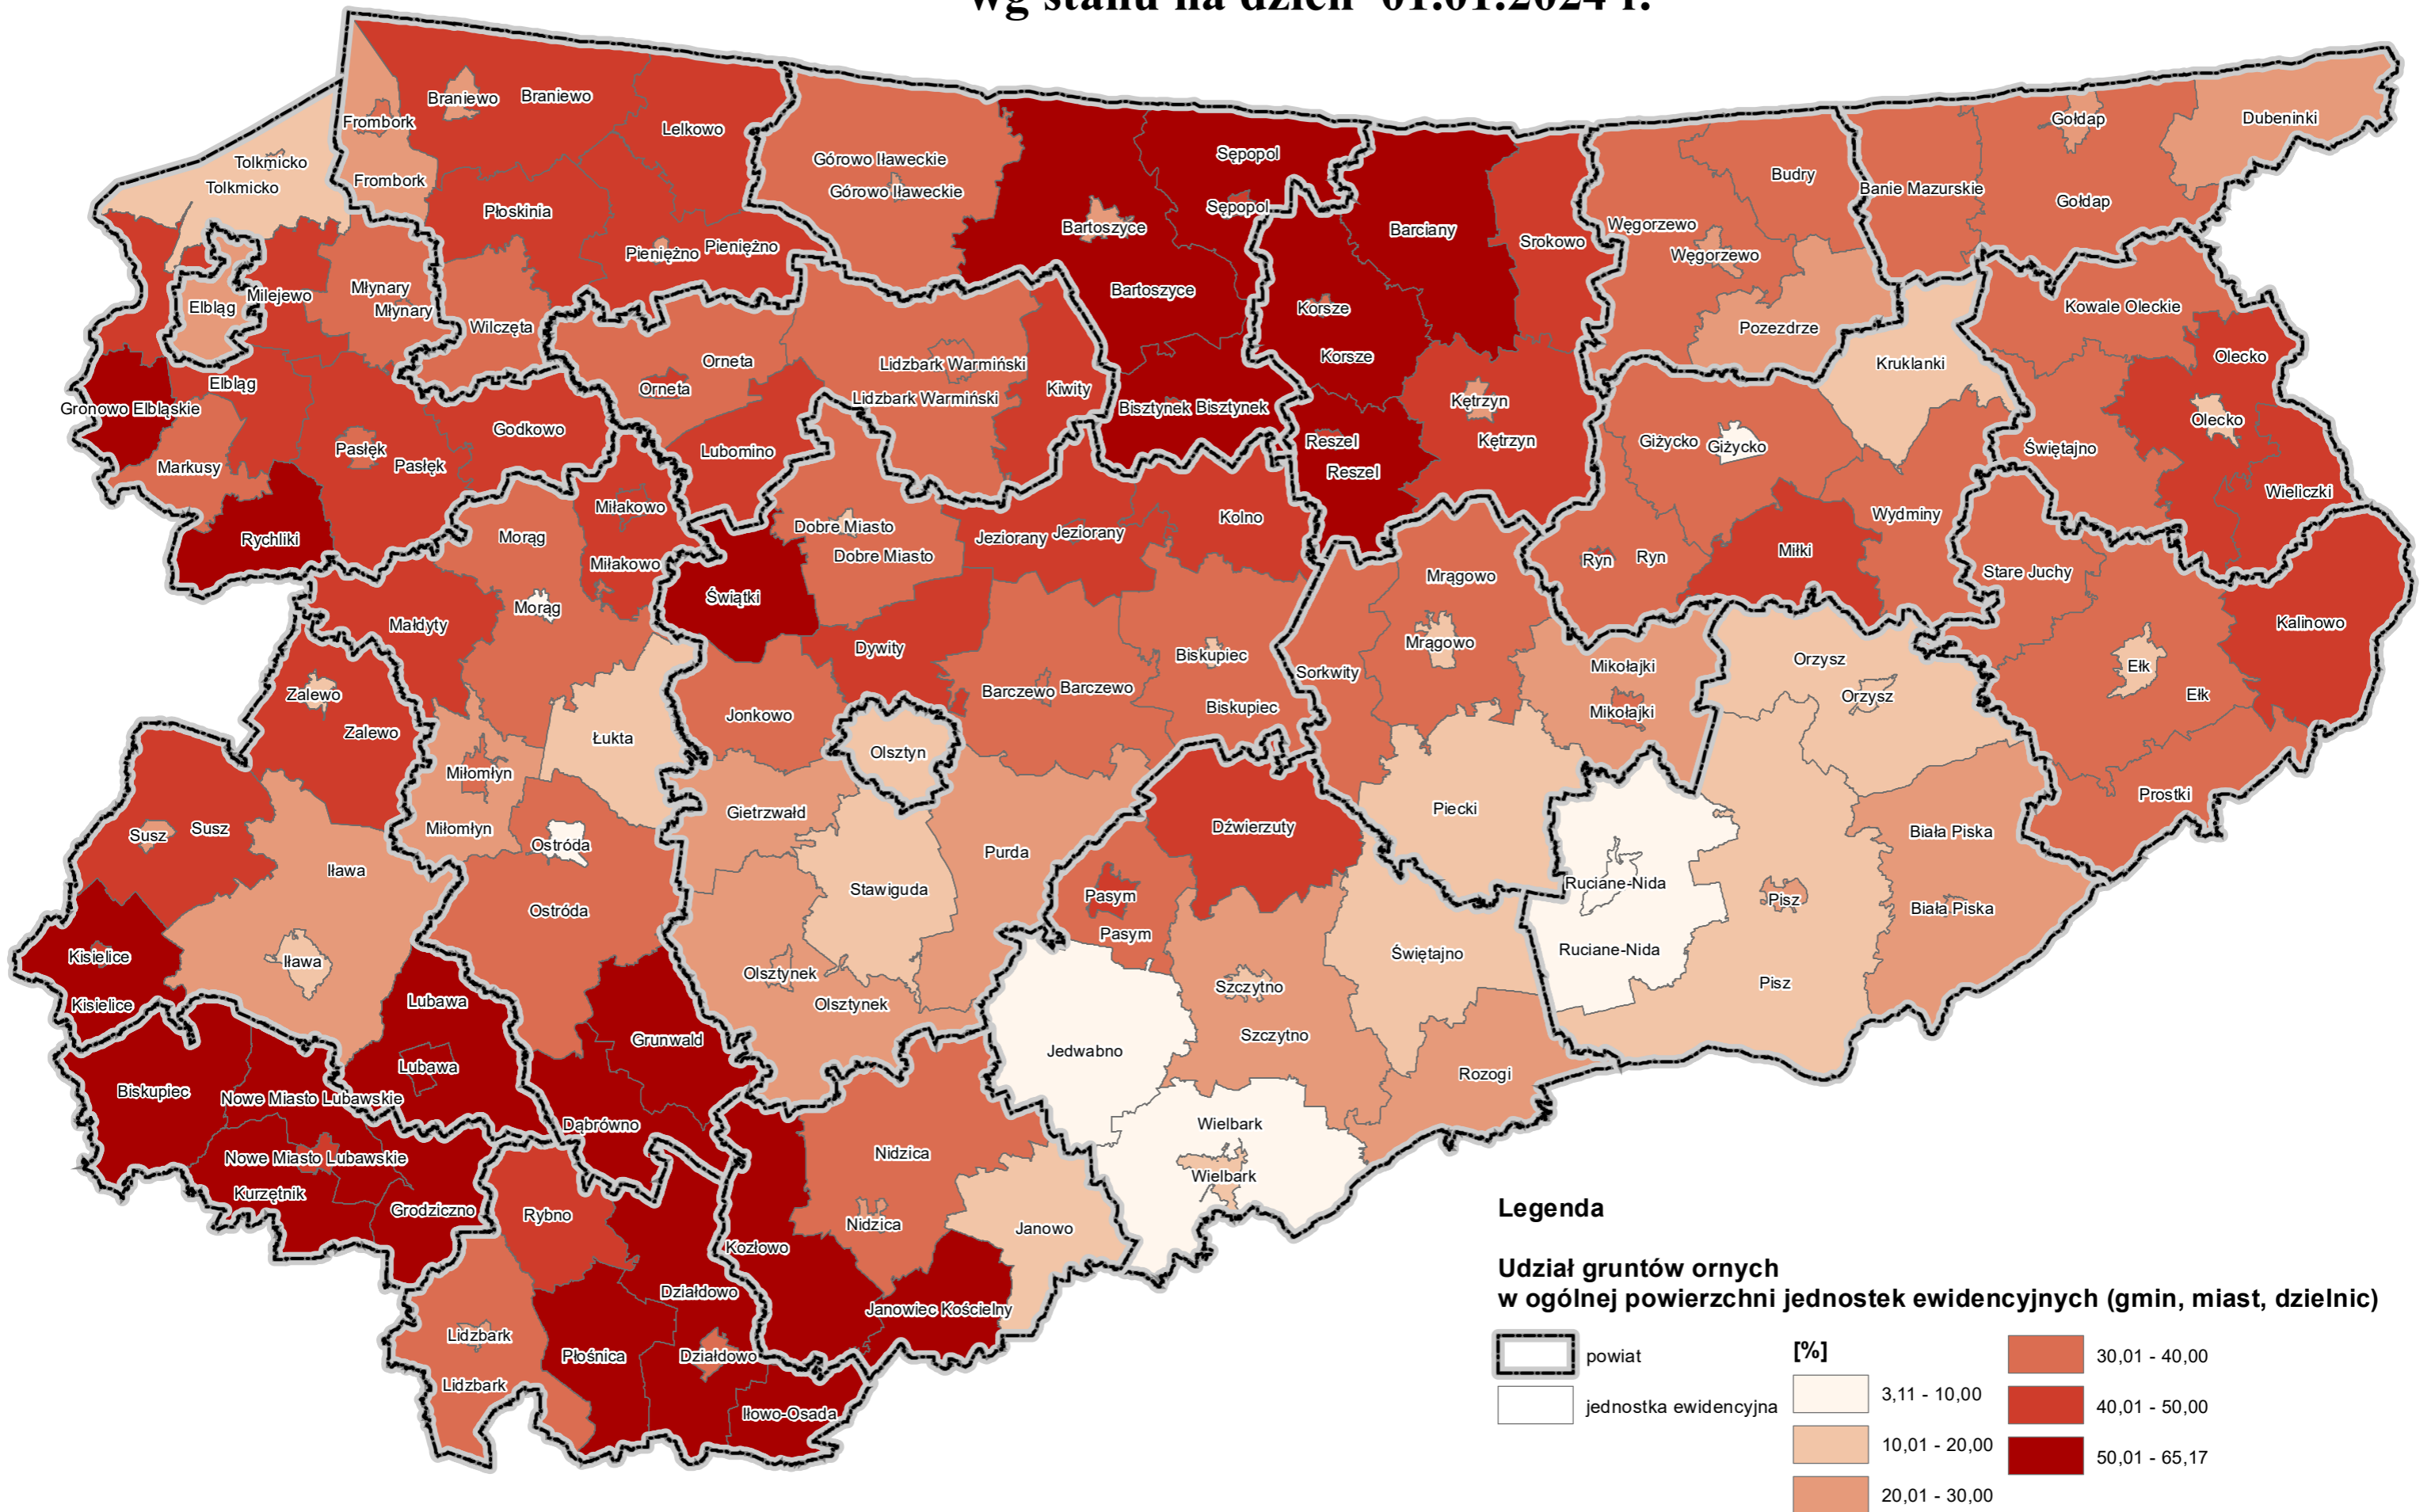 wg stanu na dzień 01.01.2024 r.
Braniewo
Braniewo
Frombork
Lelkowo
Tolkmicko
Tolkmicko
Frombork
Płoskinia
Pieniężno
Pieniężno
Górowo Iławeckie
Górowo Iławeckie
Sępopol
Sępopol
Bartoszyce
Bartoszyce
Barciany
Srokowo
Węgorzewo
Węgorzewo
Budry
Banie Mazurskie
Gołdap
Gołdap
Dubeninki
Elbląg
Milejewo
Młynary
Młynary
Wilczęta
Orneta
Orneta
Lidzbark Warmiński
Lidzbark Warmiński
Kiwity
Bisztynek
Bisztynek
Korsze
Korsze
Kętrzyn
Kętrzyn
Reszel
Reszel
Pozezdrze
Kruklanki
Kowale Oleckie
Olecko
Olecko
Świętajno
Wieliczki
Elbląg
Gronowo Elbląskie
Markusy
Pasłęk
Pasłęk
Godkowo
Rychliki
Lubomino
Miłakowo
Miłakowo
Morąg
Morąg
Dobre Miasto
Dobre Miasto
Jeziorany
Jeziorany
Kolno
Giżycko
Giżycko
Wydminy
Ryn
Ryn
Miłki
Stare Juchy
Kalinowo
Małdyty
Świątki
Dywity
Barczewo
Barczewo
Biskupiec
Biskupiec
Mrągowo
Mrągowo
Sorkwity
Mikołajki
Mikołajki
Orzysz
Orzysz
Ełk
Ełk
Zalewo
Zalewo
Łukta
Jonkowo
Olsztyn
Miłomłyn
Miłomłyn
Susz
Susz
Iława
Iława
Ostróda
Ostróda
Gietrzwałd
Stawiguda
Purda
Dźwierzuty
Piecki
Prostki
Biała Piska
Biała Piska
Pasym
Pasym
Ruciane-Nida
Ruciane-Nida
Pisz
Pisz
Kisielice
Kisielice
Olsztynek
Olsztynek
Świętajno
Szczytno
Szczytno
Lubawa
Lubawa
Grunwald
Jedwabno
Rozogi
Biskupiec
Nowe Miasto Lubawskie
Nowe Miasto Lubawskie
Kurzętnik
Grodziczno
Dąbrówno
Nidzica
Nidzica
Wielbark
Wielbark
Rybno
Kozłowo
Janowo
Działdowo
Działdowo
Janowiec Kościelny
Lidzbark
Lidzbark
Płośnica
Iłowo-Osada
Legenda
Udział gruntów ornych
w ogólnej powierzchni jednostek ewidencyjnych (gmin, miast, dzielnic)
powiat
jednostka ewidencyjna
[%]
3,11 - 10,00
10,01 - 20,00
20,01 - 30,00
30,01 - 40,00
40,01 - 50,00
50,01 - 65,17